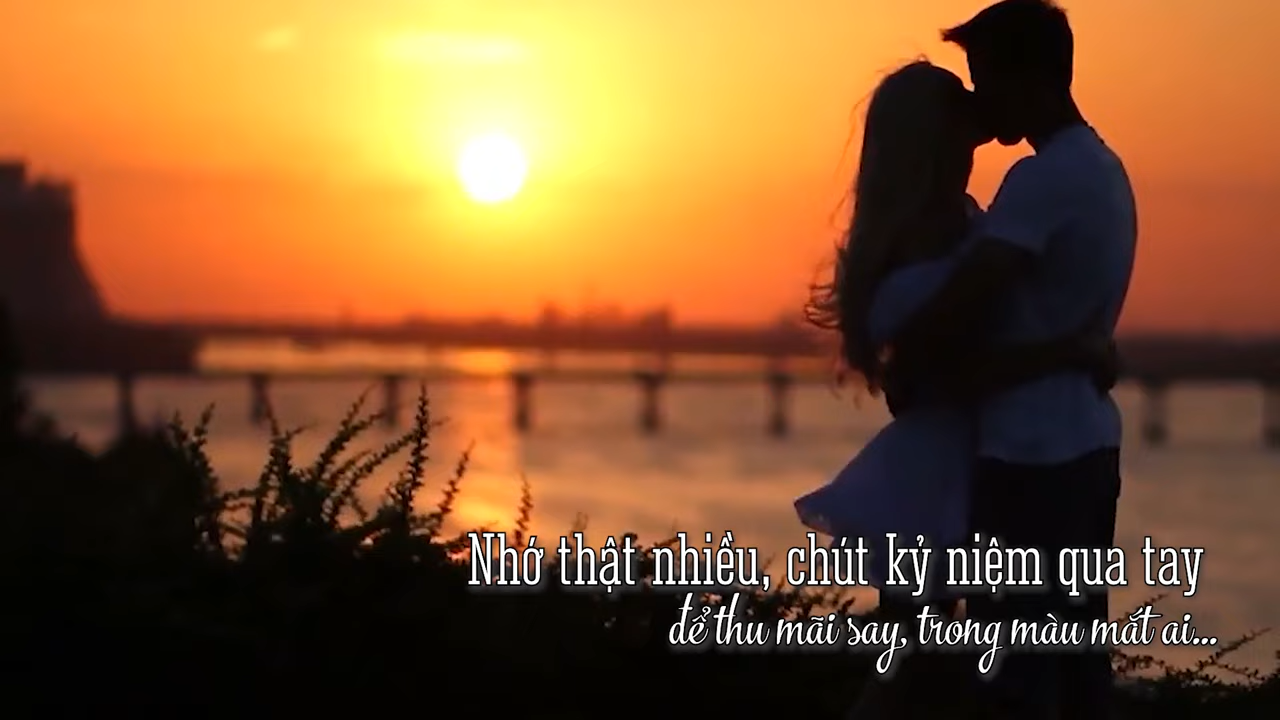 Nhớ thật nhiều, chút kỷ niệm qua tay
để thu mãi say, trong màu mắt ai...